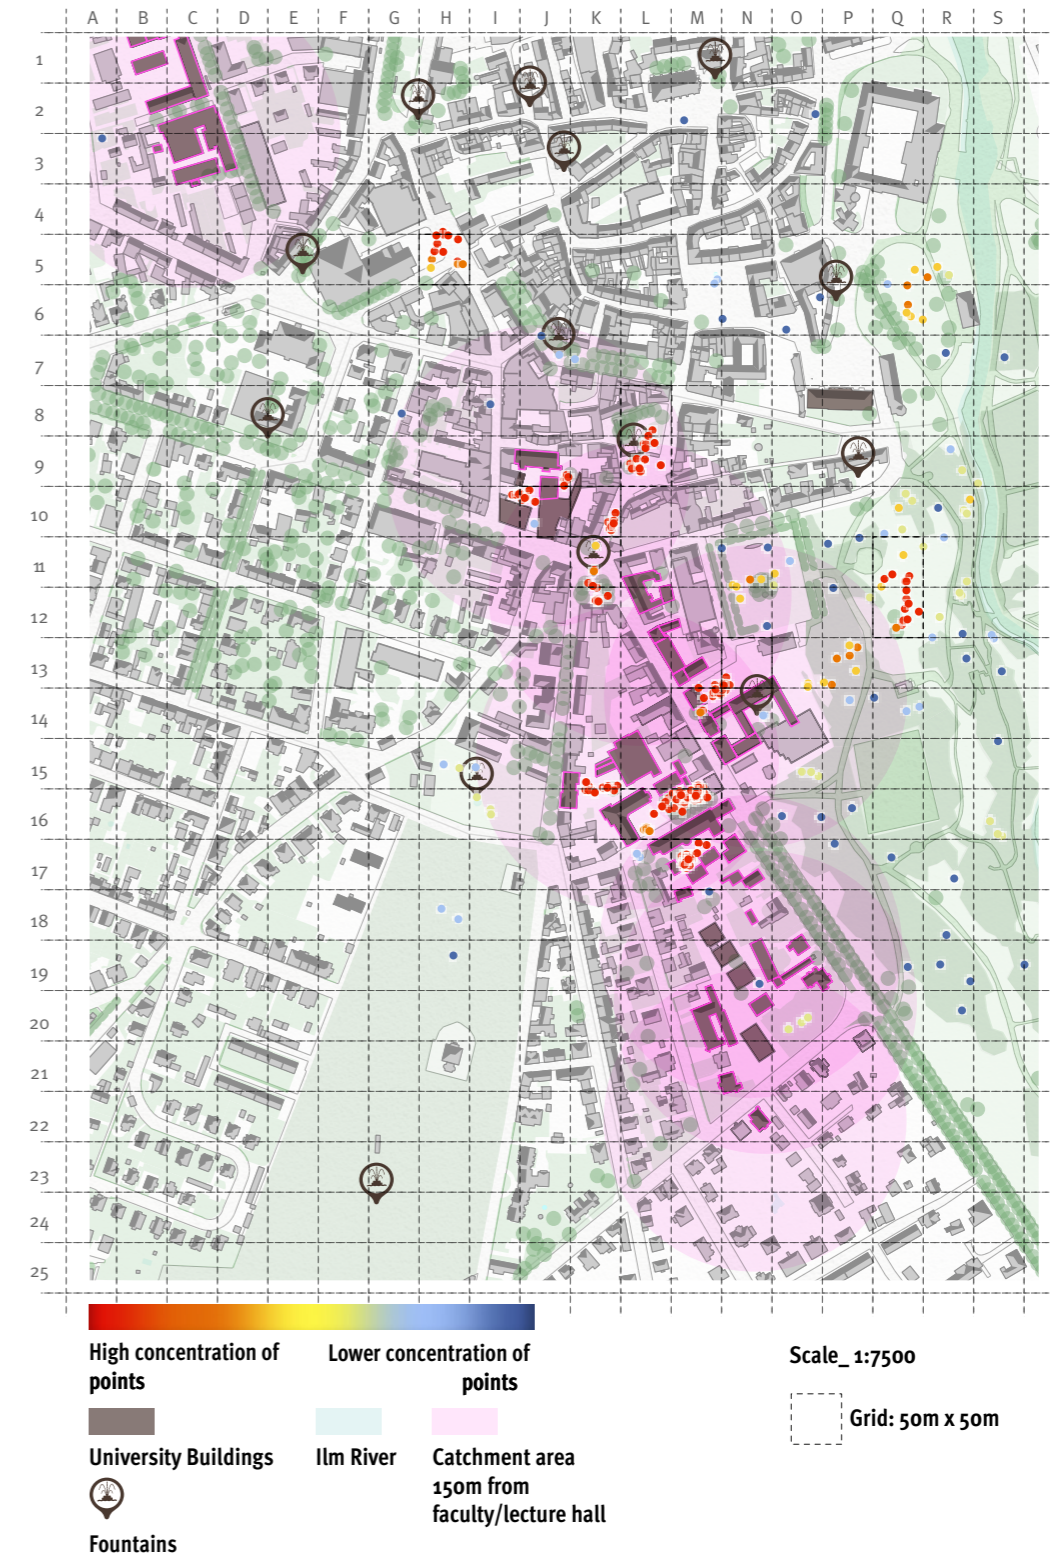 A B C D E F G H I J K L M N O P Q R S
1
2
3
4
5
6
7
8
9
10
11
12
13
14
15
16
17
18
19
20
21
22
23
24
25
High concentration of points
Lower concentration of points
Scale_ 1:7500
Grid: 50m x 50m
University Buildings
Ilm River
Catchment area
150m from
faculty/lecture hall
Fountains